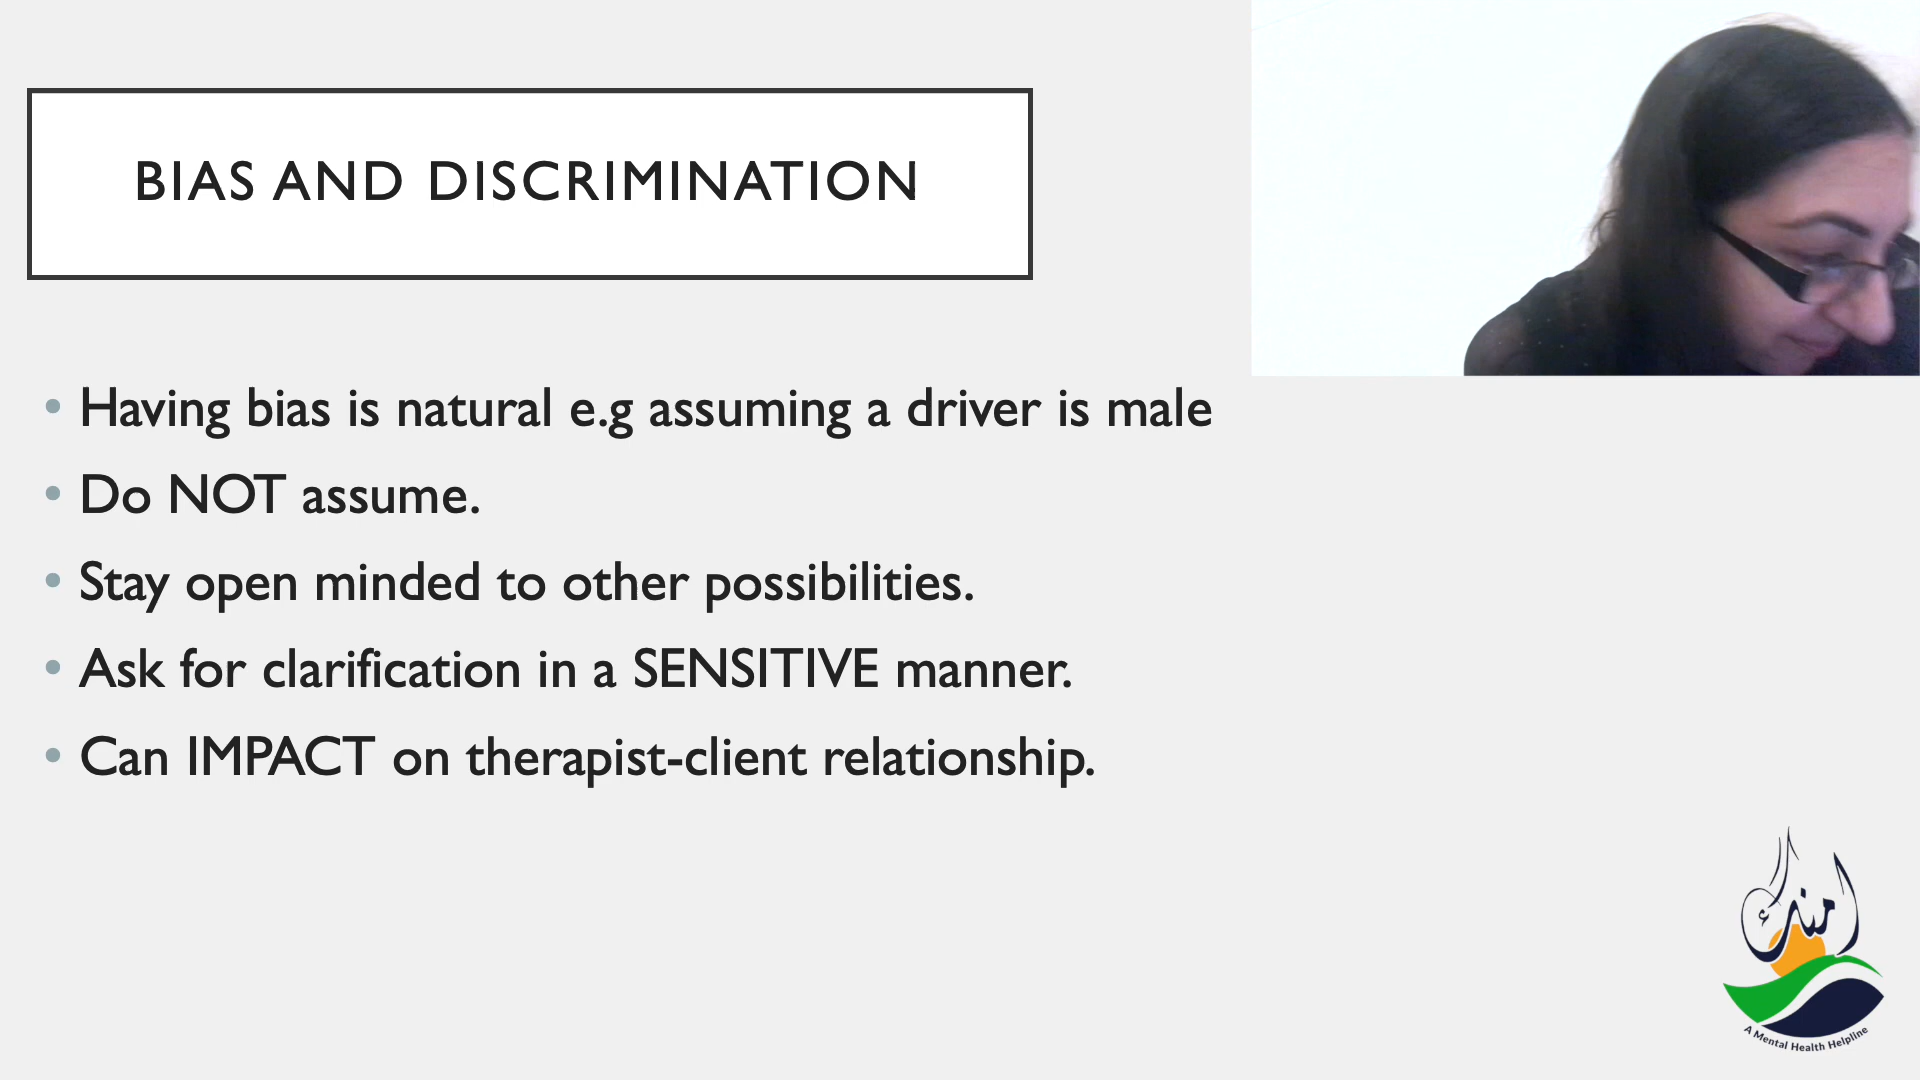 BIAS AND DISCRIMINATION
• Having bias is natural e.g assuming a driver is male
• Do NOT assume.
• Stay open minded to other possibilities.
• Ask for clarification in a SENSITIVE manner.
• Can IMPACT on therapist-client relationship.
A Mental Health Helpline